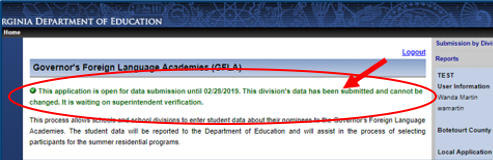 RGINIA DEPARTMENT OF EDUCATION
Home
Logout
Governor's Foreign Language Academies (GFLA)
This application is open for data submission until 02/28/2019. This division's data has been submitted and cannot be
changed. It is waiting on superintendent verification.
This process allows schools and school divisions to enter student data about their nominees to the Governor's Foreign Language
Academies. The student data will be reported to the Department of Education and will assist in the process of selecting
participants for the summer residential programs.
Submission by Divi
Reports
TEST
User Information
Wanda Martin
wamartin
Botetourt County
Local Option: